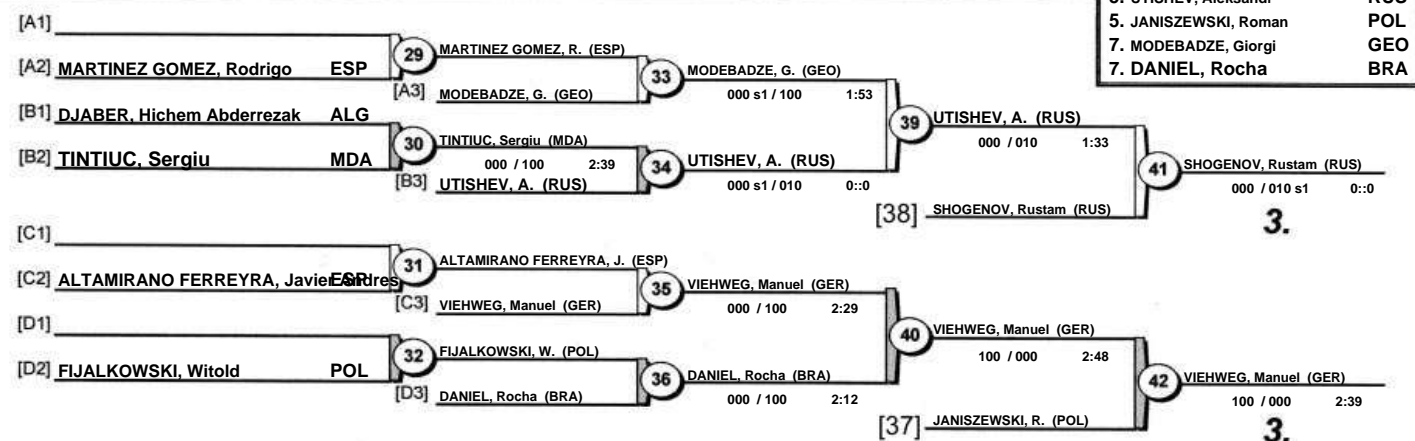 5. JANISZEWSKI, Roman POL
7. MODEBADZE, Giorgi GEO
7. DANIEL, Rocha BRA
[A1]
[A2] MARTINEZ GOMEZ, Rodrigo ESP
29
MARTINEZ GOMEZ, R. (ESP)
[A3] MODEBADZE, G. (GEO)
33
MODEBADZE, G. (GEO)
000 s1 / 100 1:53
[B1] DJABER, Hichem Abderrezak ALG
[B2] TINTIUC, Sergiu MDA
30
TINTIUC, Sergiu (MDA)
000 / 100 2:39
[B3] UTISHEV, A. (RUS)
34
UTISHEV, A. (RUS)
000 s1 / 010 0::0
39
UTISHEV, A. (RUS)
000 / 010 1:33
[38] SHOGENOV, Rustam (RUS)
41
SHOGENOV, Rustam (RUS)
000 / 010 s1 0::0
3.
[C1]
[C2] ALTAMIRANO FERREYRA, Javier Andres ESP
31
ALTAMIRANO FERREYRA, J. (ESP)
[C3] VIEHWEG, Manuel (GER)
35
VIEHWEG, Manuel (GER)
000 / 100 2:29
[D1]
[D2] FIJALKOWSKI, Witold POL
32
FIJALKOWSKI, W. (POL)
[D3] DANIEL, Rocha (BRA)
36
DANIEL, Rocha (BRA)
000 / 100 2:12
40
VIEHWEG, Manuel (GER)
100 / 000 2:48
[37] JANISZEWSKI, R. (POL)
42
VIEHWEG, Manuel (GER)
100 / 000 2:39
3.